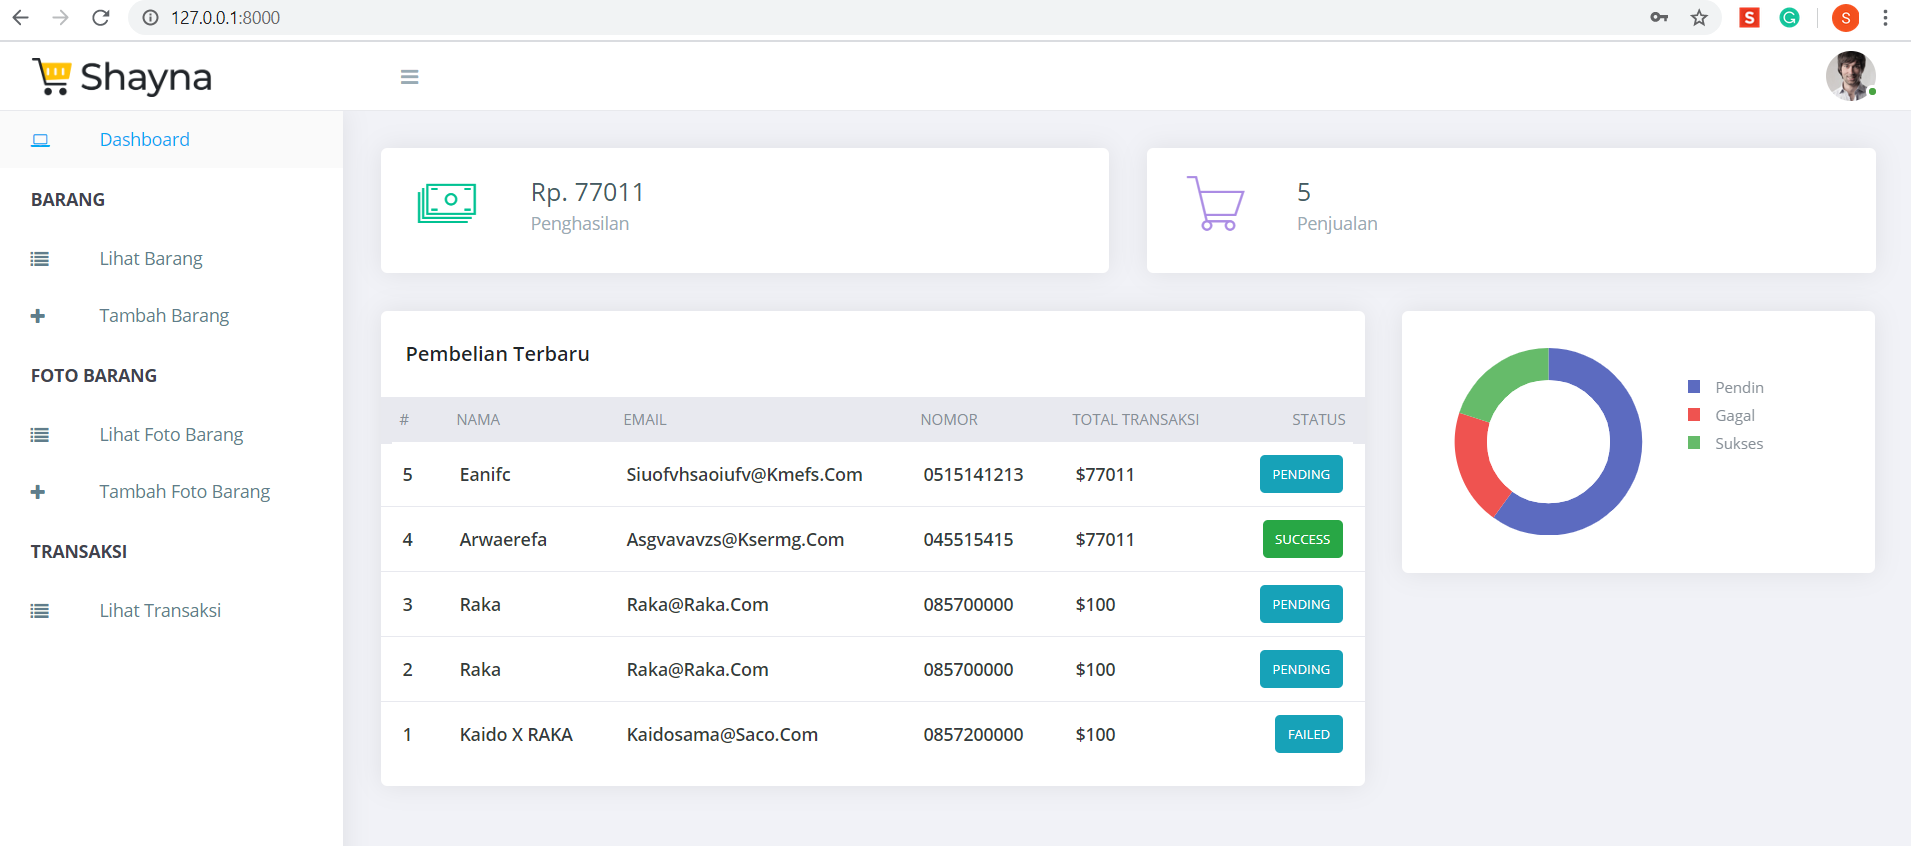 127.0.0.1:8000
S
S
Shayna
Dashboard
BARANG
Lihat Barang
Tambah Barang
FOTO BARANG
Lihat Foto Barang
Tambah Foto Barang
TRANSAKSI
Lihat Transaksi
Rp. 77011
Penghasilan
5
Penjualan
Pembelian Terbaru
# NAMA EMAIL NOMOR TOTAL TRANSAKSI STATUS
5 Eanifc Siuofvhsaoiufv@Kmefs.Com 0515141213 $77011 PENDING
4 Arwaerefa Asgvavavzs@Ksermg.Com 045515415 $77011 SUCCESS
3 Raka Raka@Raka.Com 085700000 $100 PENDING
2 Raka Raka@Raka.Com 085700000 $100 PENDING
1 Kaido X RAKA Kaidosama@Saco.Com 0857200000 $100 FAILED
Pendin
Gagal
Sukses